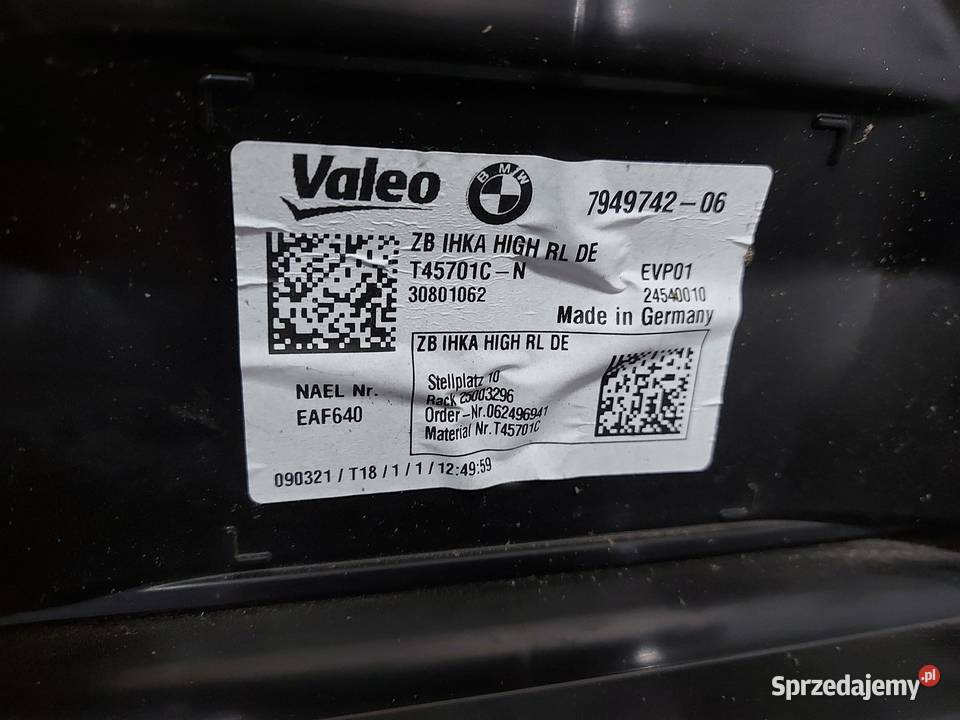 Valeo BMW 7949742-06
ZB IHKA HIGH RL DE
T45701C-N EVP01
30801062 24540010
Made in Germany
ZB IHKA HIGH RL DE
Stellplatz 10
Rack 25003296
Order-Nr.062496941
Material Nr.T45701C
NAEL Nr.
EAF640
090321/T18/1/1/12:49:59
Sprzedajemy.pl